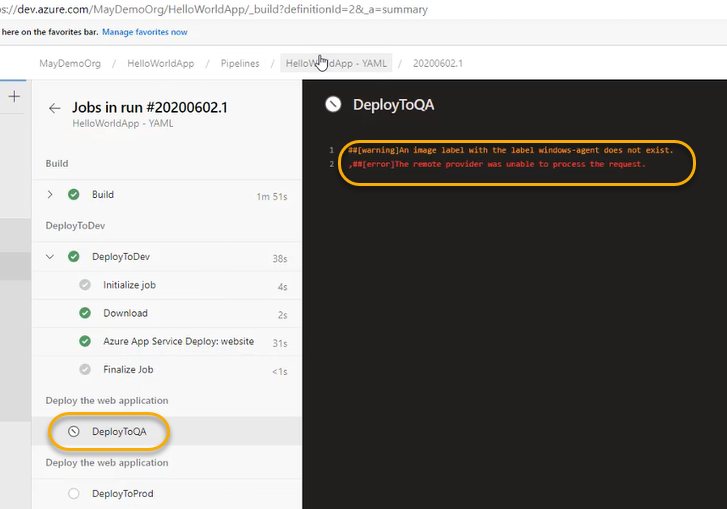 s://dev.azure.com/MayDemoOrg/HelloWorldApp/_build?definitionId=2&_a=summary
here on the favorites bar. Manage favorites now
MayDemoOrg / HelloWorldApp / Pipelines / HelloWorldApp - YAML / 20200602.1
Jobs in run #20200602.1
HelloWorldApp - YAML
Build
Build 1m 51s
DeployToDev
DeployToDev 38s
Initialize job 4s
Download 2s
Azure App Service Deploy: website 31s
Finalize Job <1s
Deploy the web application
DeployToQA
Deploy the web application
DeployToProd
DeployToQA
1 ##[warning]An image label with the label windows-agent does not exist.
2 ,##[error]The remote provider was unable to process the request.